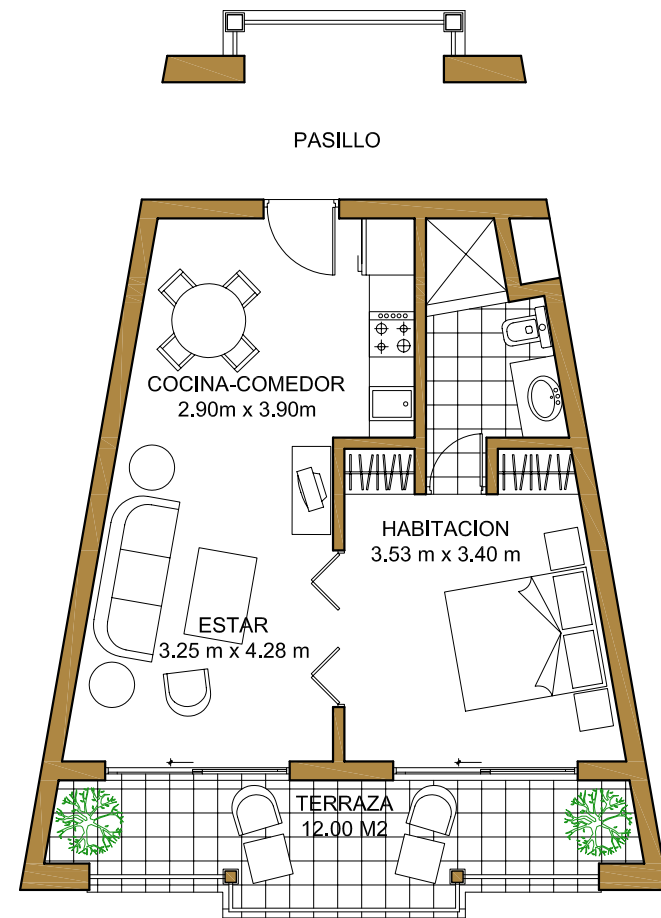 PASILLO
COCINA-COMEDOR
2.90m x 3.90m
HABITACION
3.53 m x 3.40 m
ESTAR
3.25 m x 4.28 m
TERRAZA
12.00 M2